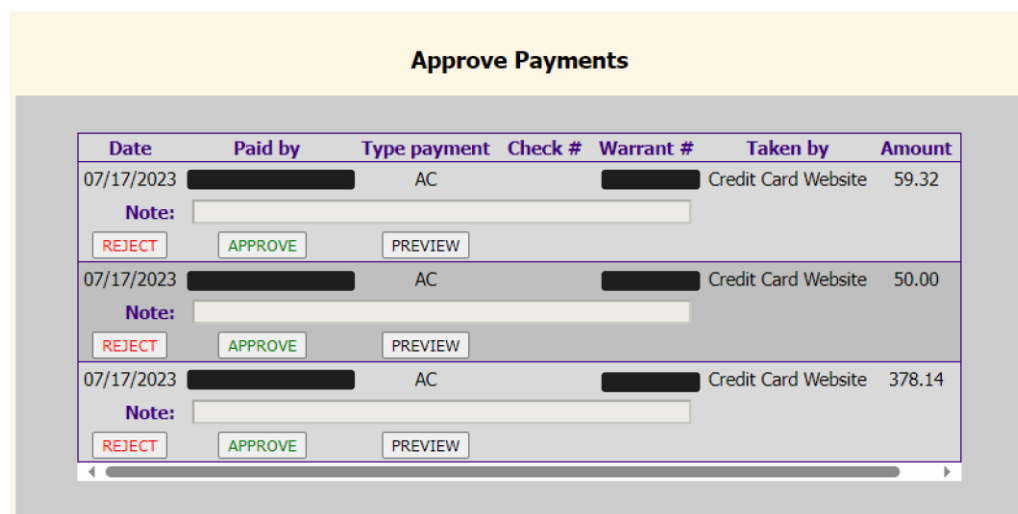 Approve Payments
Date Paid by Type payment Check # Warrant # Taken by Amount
07/17/2023 AC Credit Card Website 59.32
Note:
REJECT APPROVE PREVIEW
07/17/2023 AC Credit Card Website 50.00
Note:
REJECT APPROVE PREVIEW
07/17/2023 AC Credit Card Website 378.14
Note:
REJECT APPROVE PREVIEW